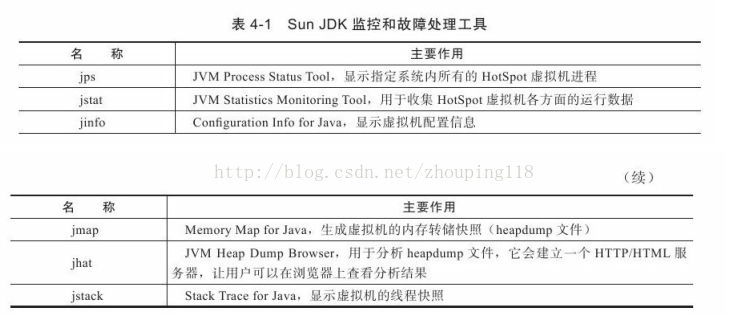 表 4-1 Sun JDK 监控和故障处理工具
名 称 主要作用
jps JVM Process Status Tool，显示指定系统内所有的 HotSpot 虚拟机进程
jstat JVM Statistics Monitoring Tool，用于收集 HotSpot 虚拟机各方面的运行数据
jinfo Configuration Info for Java，显示虚拟机配置信息
http://blog.csdn.net/zhouping118
（续）
名 称 主要作用
jmap Memory Map for Java，生成虚拟机的内存转储快照（heapdump 文件）
jhat JVM Heap Dump Browser，用于分析 heapdump 文件，它会建立一个 HTTP/HTML 服
务器，让用户可以在浏览器上查看分析结果
jstack Stack Trace for Java，显示虚拟机的线程快照